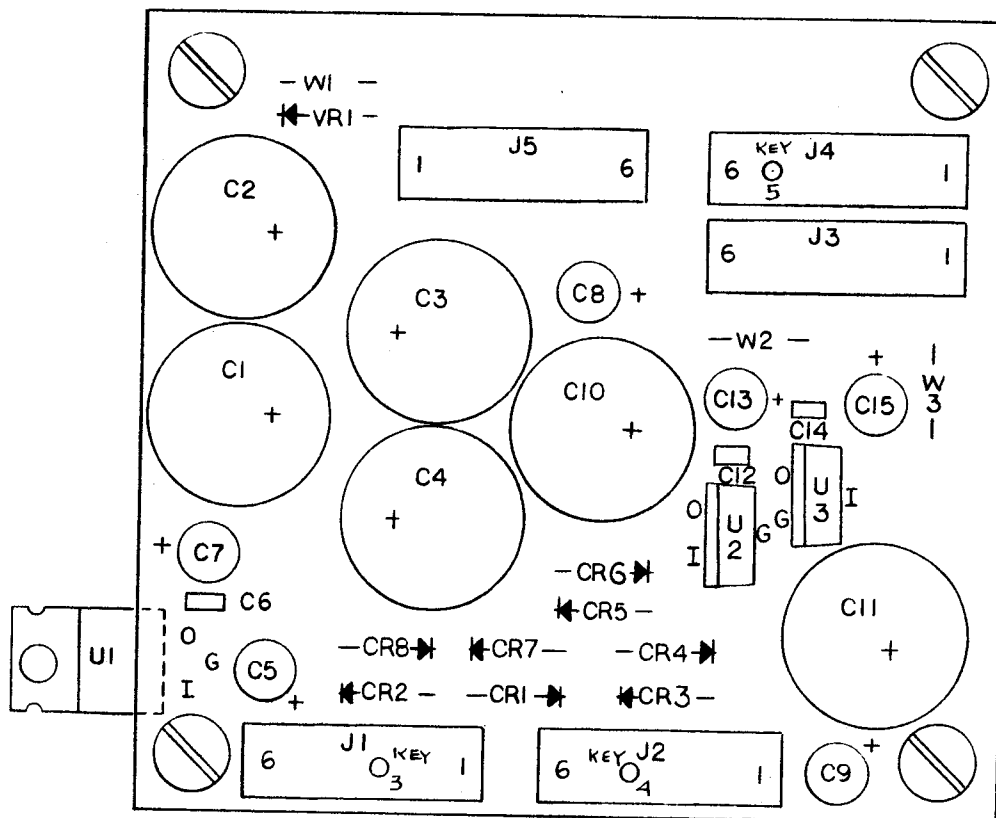 - W1 -
VR1 -
J5
1 6
KEY J4
6 1
5
J3
6 1
C2
+
C3
+
C8 +
- W2 -
C1
+
C10
+
C13 +
+
C15
1
W
3
1
C14
C12
C4
+
O
U
2
I
G
O
U
3
I
G
+ C7
C6
- CR6
CR5 -
C11
+
U1
O
G
I
C5
+
- CR8
CR7 -
- CR4
CR2 -
- CR1
CR3 -
J1 KEY
6 1
3
KEY J2
6 1
4
+
C9